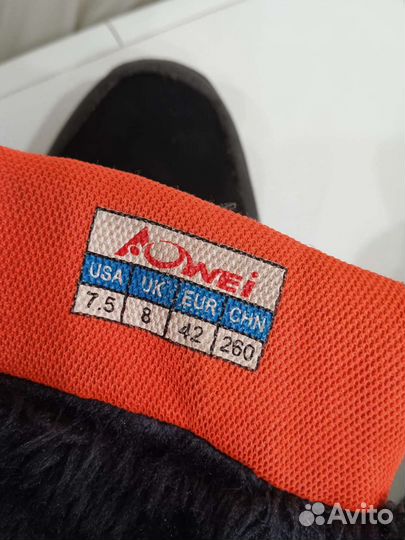 AOWEi
USA UK EUR CHN
7.5 8 42 260
Avito